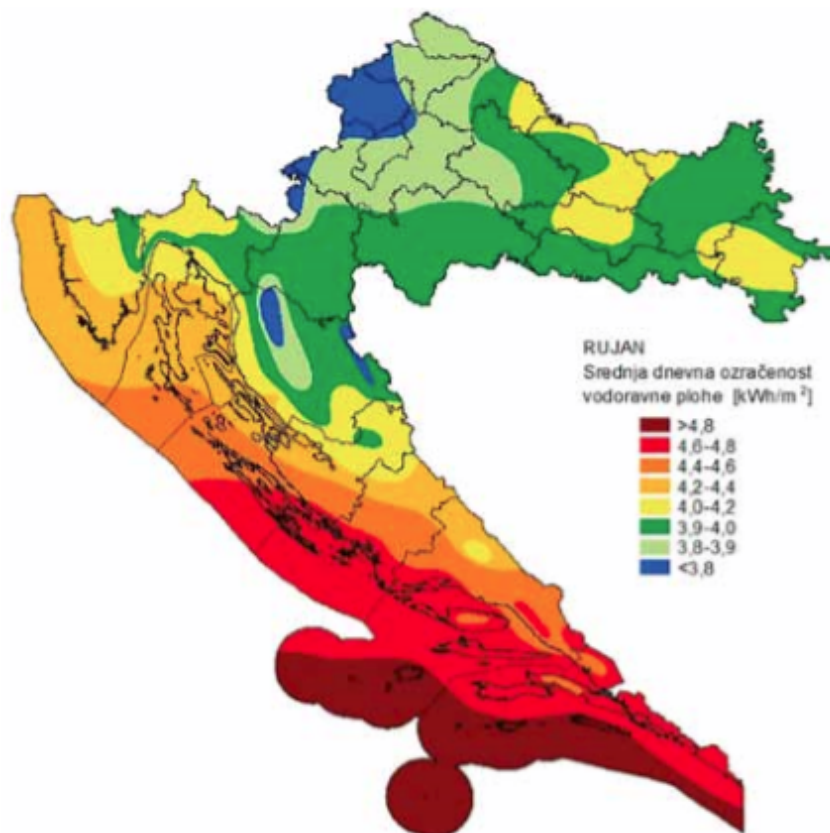 RUJAN
Srednja dnevna ozračenost
vodoravne plohe [kWh/m²]
>4,8
4,6-4,8
4,4-4,6
4,2-4,4
4,0-4,2
3,9-4,0
3,8-3,9
<3,8